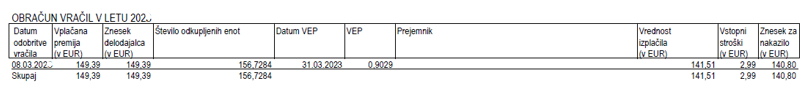 OBRAČUN VRAČIL V LETU 2023
Datum odobritve vračila | Vplačana premija (v EUR) | Znesek delodajalca (v EUR) | Število odkupljenih enot | Datum VEP | VEP | Prejemnik | Vrednost izplačila (v EUR) | Vstopni stroški (v EUR) | Znesek za nakazilo (v EUR)
08.03.2023 149,39 149,39 156,7284 31.03.2023 0,9029 141,51 2,99 140,80
Skupaj 149,39 149,39 156,7284 141,51 2,99 140,80